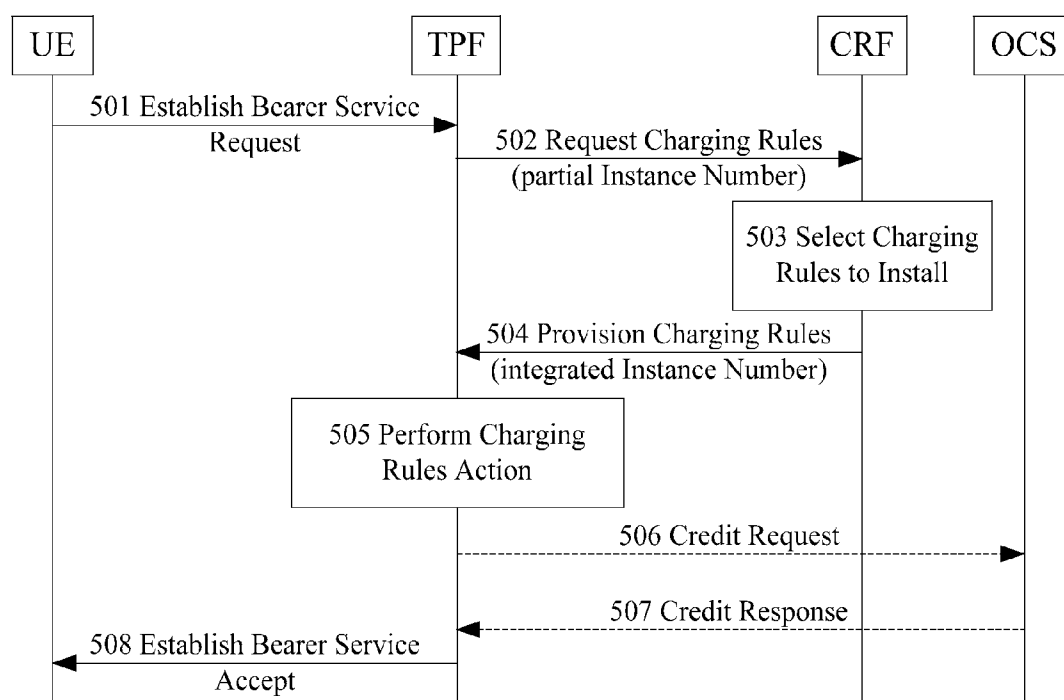 UE
TPF
CRF
OCS
501 Establish Bearer Service
Request
502 Request Charging Rules
(partial Instance Number)
503 Select Charging
Rules to Install
504 Provision Charging Rules
(integrated Instance Number)
505 Perform Charging
Rules Action
506 Credit Request
507 Credit Response
508 Establish Bearer Service
Accept